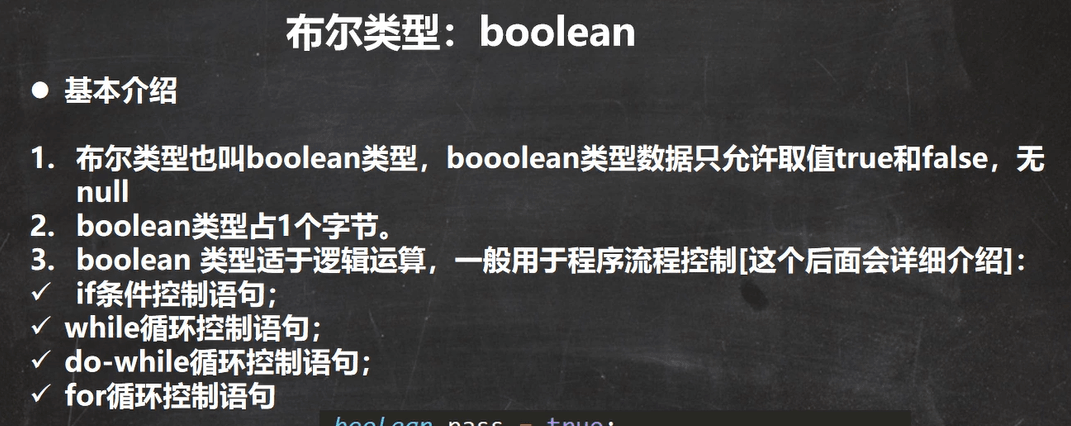 布尔类型：boolean
● 基本介绍
1. 布尔类型也叫boolean类型，booolean类型数据只允许取值true和false，无
null
2. boolean类型占1个字节。
3. boolean 类型适于逻辑运算，一般用于程序流程控制[这个后面会详细介绍]：
✓ if条件控制语句；
✓ while循环控制语句；
✓ do-while循环控制语句；
✓ for循环控制语句
boolean pass = true;